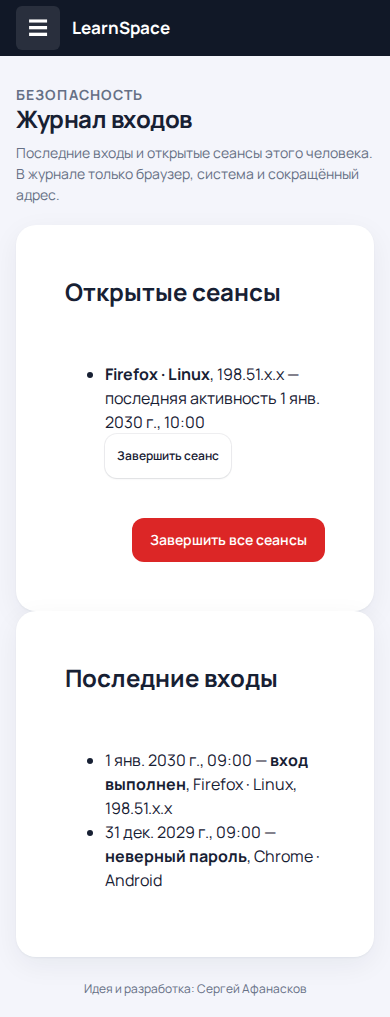 LearnSpace
БЕЗОПАСНОСТЬ
Журнал входов
Последние входы и открытые сеансы этого человека.
В журнале только браузер, система и сокращённый
адрес.
Открытые сеансы
Firefox · Linux, 198.51.x.x —
последняя активность 1 янв.
2030 г., 10:00
Завершить сеанс
Завершить все сеансы
Последние входы
1 янв. 2030 г., 09:00 — вход
выполнен, Firefox · Linux,
198.51.x.x
31 дек. 2029 г., 09:00 —
неверный пароль, Chrome ·
Android
Идея и разработка: Сергей Афанасков